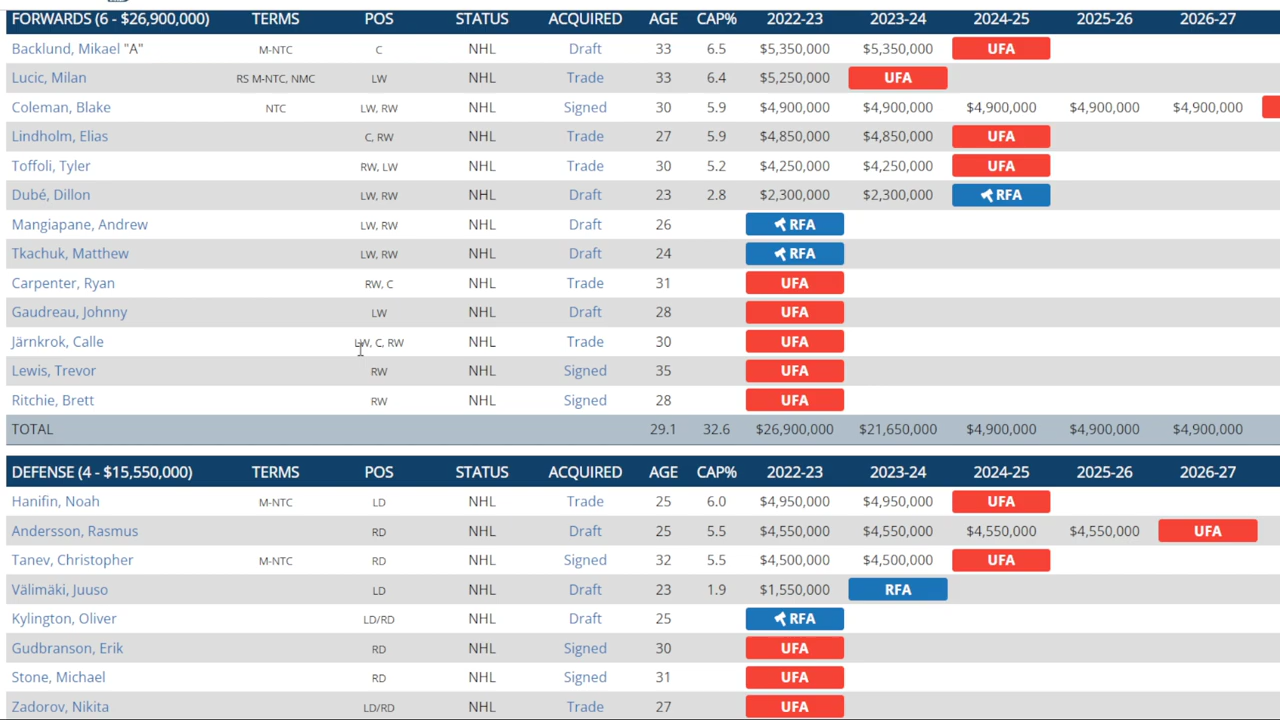 FORWARDS (6 - $26,900,000) TERMS POS STATUS ACQUIRED AGE CAP% 2022-23 2023-24 2024-25 2025-26 2026-27
Backlund, Mikael "A" M-NTC C NHL Draft 33 6.5 $5,350,000 $5,350,000 UFA
Lucic, Milan RS M-NTC, NMC LW NHL Trade 33 6.4 $5,250,000 UFA
Coleman, Blake NTC LW, RW NHL Signed 30 5.9 $4,900,000 $4,900,000 $4,900,000 $4,900,000 $4,900,000
Lindholm, Elias C, RW NHL Trade 27 5.9 $4,850,000 $4,850,000 UFA
Toffoli, Tyler RW, LW NHL Trade 30 5.2 $4,250,000 $4,250,000 UFA
Dubé, Dillon LW, RW NHL Draft 23 2.8 $2,300,000 $2,300,000 RFA
Mangiapane, Andrew LW, RW NHL Draft 26 RFA
Tkachuk, Matthew LW, RW NHL Draft 24 RFA
Carpenter, Ryan RW, C NHL Trade 31 UFA
Gaudreau, Johnny LW NHL Draft 28 UFA
Järnkrok, Calle LW, C, RW NHL Trade 30 UFA
Lewis, Trevor RW NHL Signed 35 UFA
Ritchie, Brett RW NHL Signed 28 UFA
TOTAL 29.1 32.6 $26,900,000 $21,650,000 $4,900,000 $4,900,000 $4,900,000
DEFENSE (4 - $15,550,000) TERMS POS STATUS ACQUIRED AGE CAP% 2022-23 2023-24 2024-25 2025-26 2026-27
Hanifin, Noah M-NTC LD NHL Trade 25 6.0 $4,950,000 $4,950,000 UFA
Andersson, Rasmus RD NHL Draft 25 5.5 $4,550,000 $4,550,000 $4,550,000 $4,550,000 UFA
Tanev, Christopher M-NTC RD NHL Signed 32 5.5 $4,500,000 $4,500,000 UFA
Välimäki, Juuso LD NHL Draft 23 1.9 $1,550,000 RFA
Kylington, Oliver LD/RD NHL Draft 25 RFA
Gudbranson, Erik RD NHL Signed 30 UFA
Stone, Michael RD NHL Signed 31 UFA
Zadorov, Nikita LD/RD NHL Trade 27 UFA